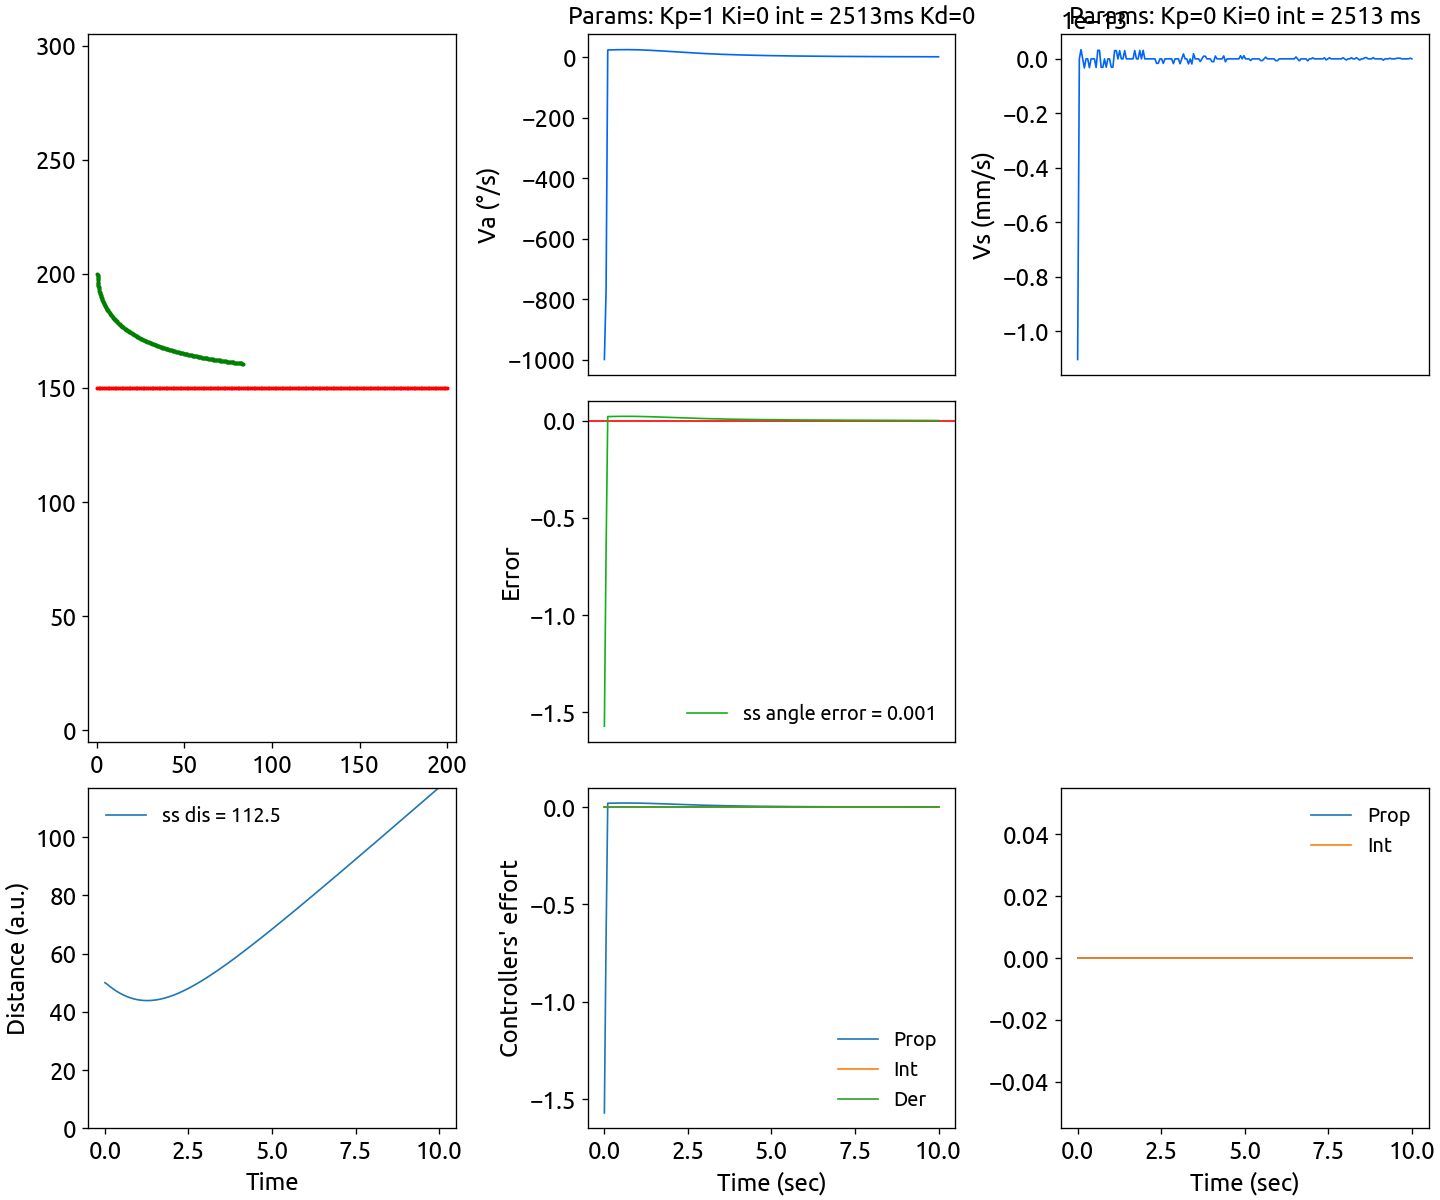 Params: Kp=1 Ki=0 int = 2513ms Kd=0
Params: Kp=0 Ki=0 int = 2513 ms
1e−13
300
250
200
150
100
50
0
0 50 100 150 200
Va (°/s)
0
−200
−400
−600
−800
−1000
Vs (mm/s)
0.0
−0.2
−0.4
−0.6
−0.8
−1.0
Error
0.0
−0.5
−1.0
−1.5
ss angle error = 0.001
Distance (a.u.)
100
80
60
40
20
0
ss dis = 112.5
0.0 2.5 5.0 7.5 10.0
Time
Controllers' effort
0.0
−0.5
−1.0
−1.5
Prop
Int
Der
0.0 2.5 5.0 7.5 10.0
Time (sec)
0.04
0.02
0.00
−0.02
−0.04
Prop
Int
0.0 2.5 5.0 7.5 10.0
Time (sec)